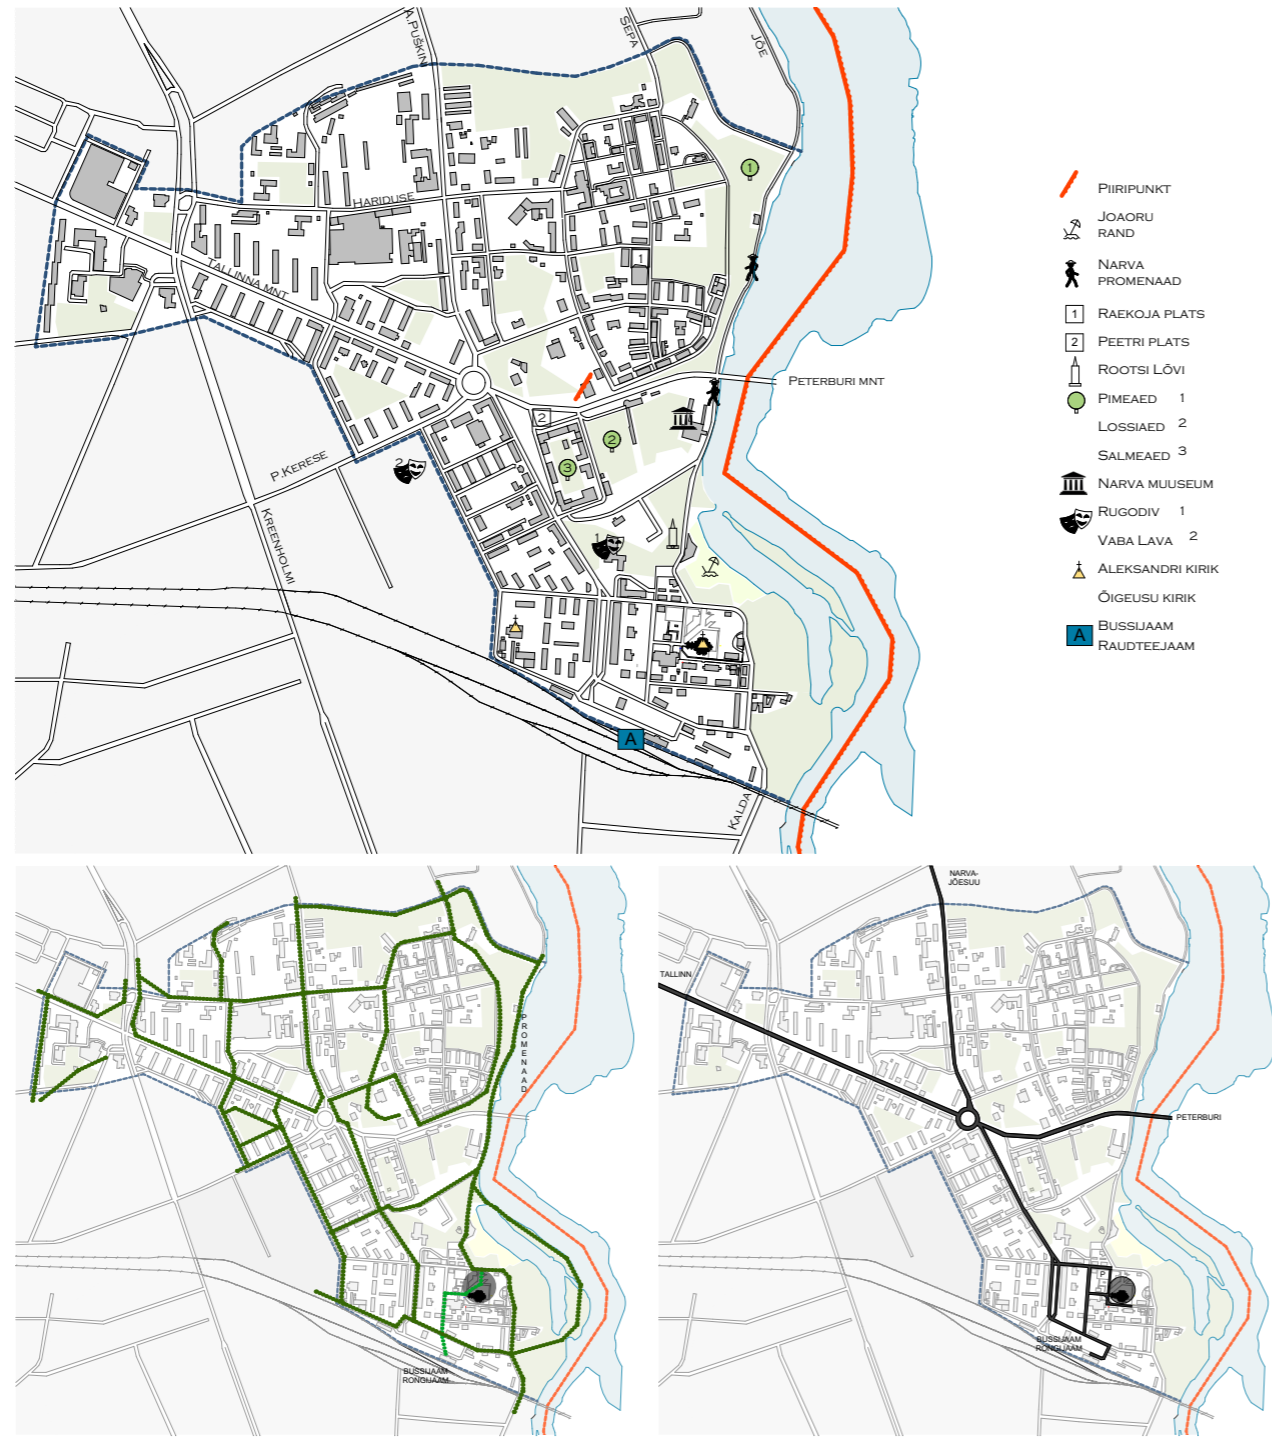 A.Puškin
Sepa
Jõe
Hariduse
Tallinna mnt
Peterburi mnt
P.Kerese
Kreenholmi
Kalda
1
1
2
2
3
2
1
A
Piiripunkt
Joaoru
rand
Narva
promenaad
1 Raekoja plats
2 Peetri plats
Rootsi Lõvi
Pimeaed 1
Lossiaed 2
Salmeaed 3
Narva muuseum
Rugodiv 1
Vaba Lava 2
Aleksandri kirik
Õigeusu kirik
A Bussijaam
Raudteejaam
PROMENAAD
BUSSIJAAM
RONGIJAAM
NARVA-
JÕESUU
TALLINN
PETERBURI
P
BUSSIJAAM
RONGIJAAM